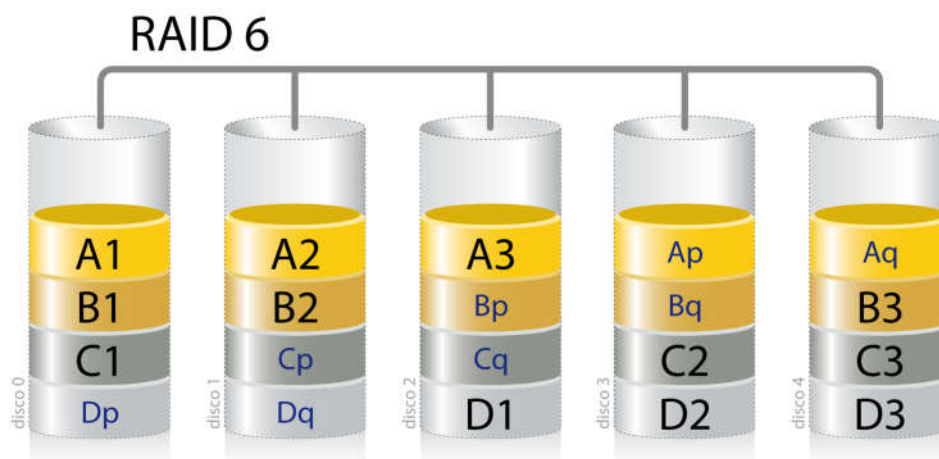 RAID 6
A1 A2 A3 Ap Aq
B1 B2 Bp Bq B3
C1 Cp Cq C2 C3
Dp Dq D1 D2 D3
disco 0 disco 1 disco 2 disco 3 disco 4